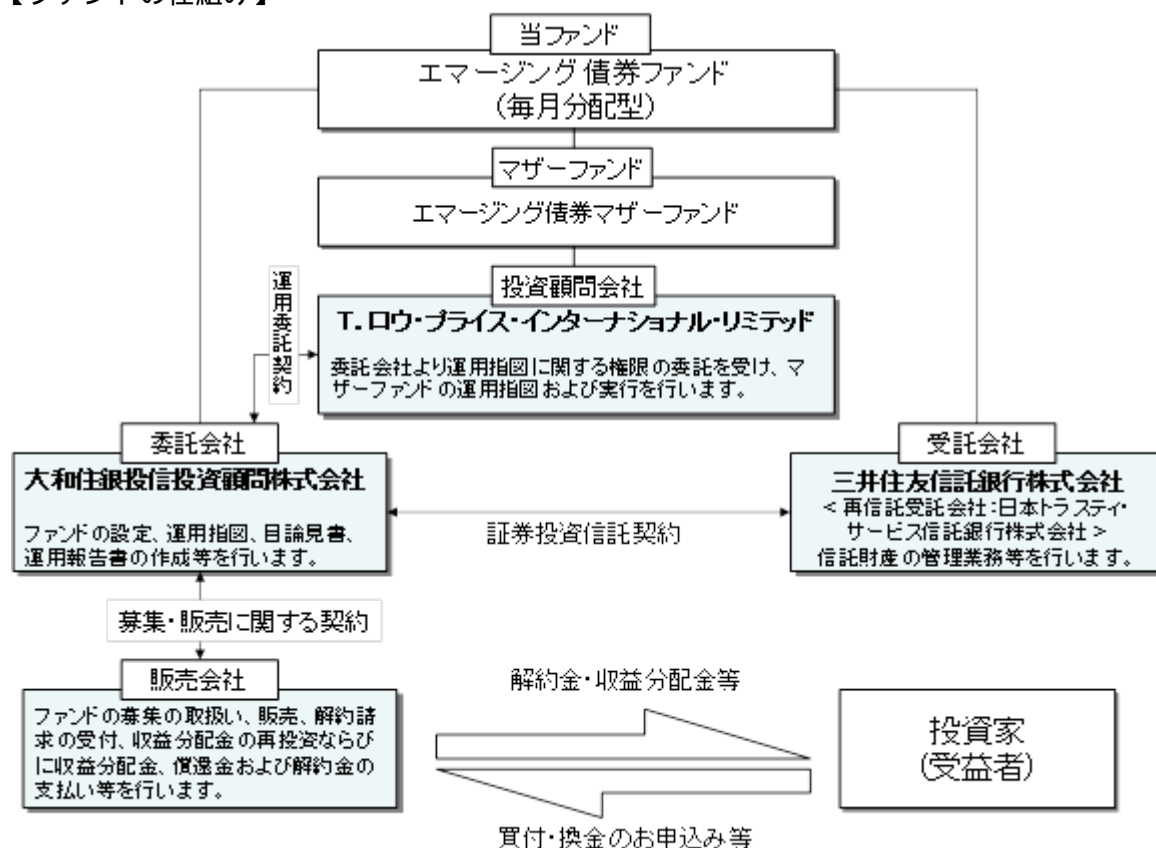 【ファンドの仕組み】
当ファンド
エマージング債券ファンド
(毎月分配型)
マザーファンド
エマージング債券マザーファンド
投資顧問会社
T.ロウ・プライス・インターナショナル・リミテッド
委託会社より運用指図に関する権限の委託を受け、マ
ザーファンドの運用指図および実行を行います。
運用委託契約
委託会社
大和住銀投信投資顧問株式会社
ファンドの設定、運用指図、目論見書、
運用報告書の作成等を行います。
証券投資信託契約
受託会社
三井住友信託銀行株式会社
<再信託受託会社:日本トラスティ・
サービス信託銀行株式会社>
信託財産の管理業務等を行います。
募集・販売に関する契約
販売会社
ファンドの募集の取扱い、販売、解約請
求の受付、収益分配金の再投資ならび
に収益分配金、償還金および解約金の
支払い等を行います。
解約金・収益分配金等
買付・換金のお申込み等
投資家
(受益者)